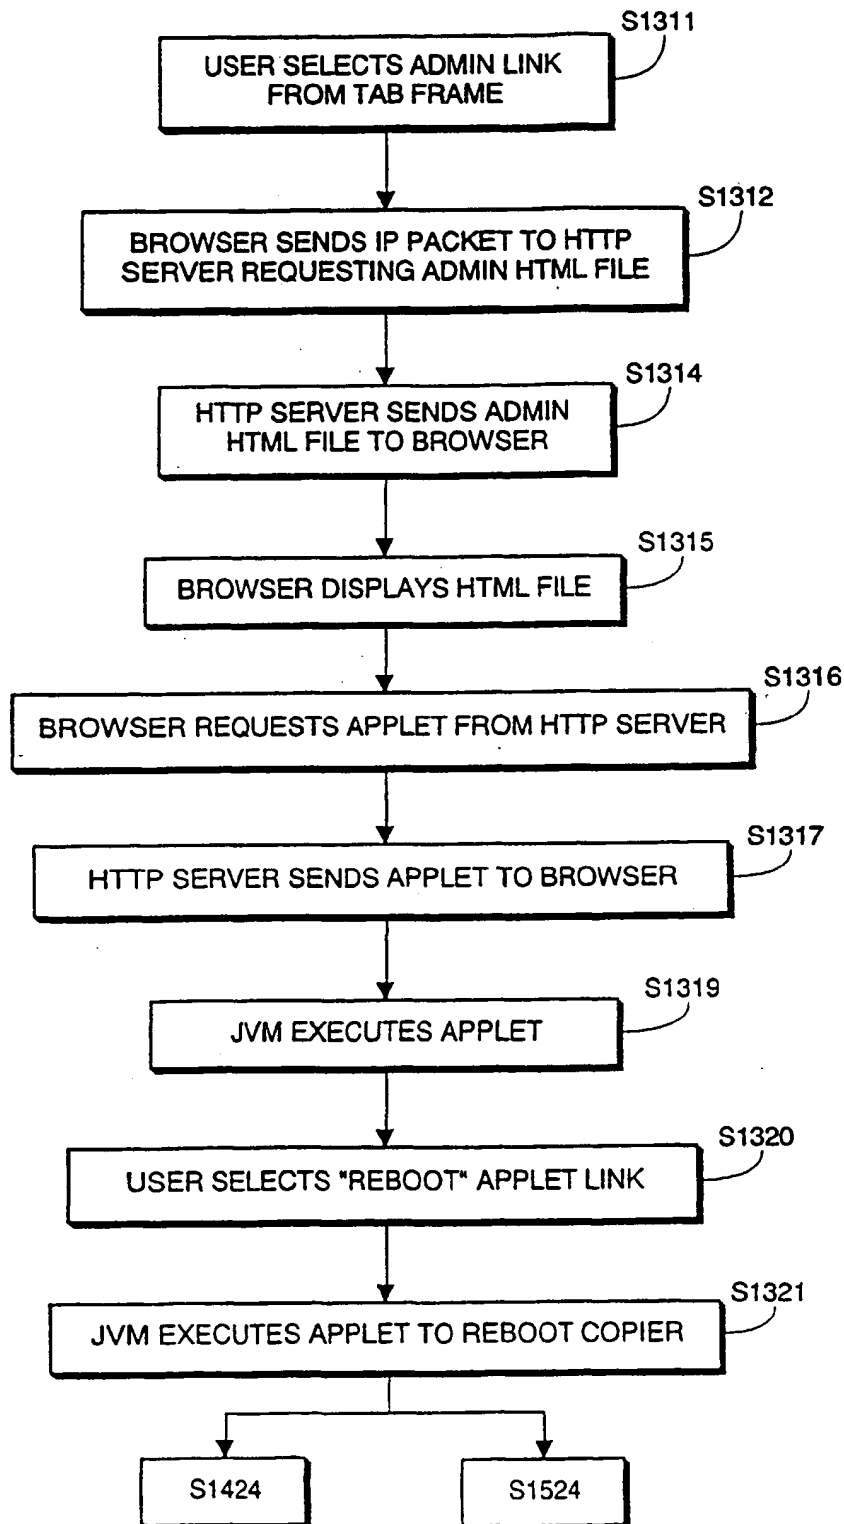 S1311
USER SELECTS ADMIN LINK
FROM TAB FRAME
S1312
BROWSER SENDS IP PACKET TO HTTP
SERVER REQUESTING ADMIN HTML FILE
S1314
HTTP SERVER SENDS ADMIN
HTML FILE TO BROWSER
S1315
BROWSER DISPLAYS HTML FILE
S1316
BROWSER REQUESTS APPLET FROM HTTP SERVER
S1317
HTTP SERVER SENDS APPLET TO BROWSER
S1319
JVM EXECUTES APPLET
S1320
USER SELECTS "REBOOT" APPLET LINK
S1321
JVM EXECUTES APPLET TO REBOOT COPIER
S1424
S1524